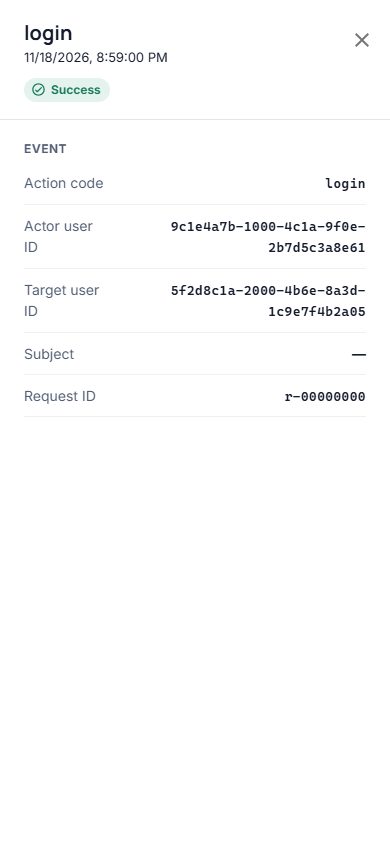 login
11/18/2026, 8:59:00 PM
Success
EVENT
Action code
login
Actor user
ID
9c1e4a7b-1000-4c1a-9f0e-
2b7d5c3a8e61
Target user
ID
5f2d8c1a-2000-4b6e-8a3d-
1c9e7f4b2a05
Subject
—
Request ID
r-00000000